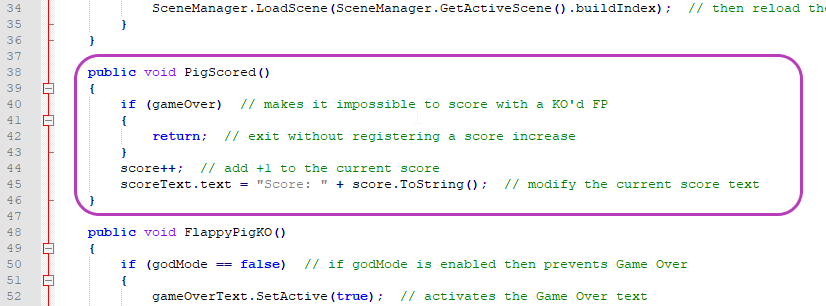 34 SceneManager.LoadScene(SceneManager.GetActiveScene().buildIndex);  // then reload the
35 }
36 }
37
38 public void PigScored()
39 {
40 if (gameOver)  // makes it impossible to score with a KO'd FP
41 {
42 return;  // exit without registering a score increase
43 }
44 score++;  // add +1 to the current score
45 scoreText.text = "Score: " + score.ToString();  // modify the current score text
46 }
47
48 public void FlappyPigKO()
49 {
50 if (godMode == false)  // if godMode is enabled then prevents Game Over
51 {
52 gameOverText.SetActive(true);  // activates the Game Over text